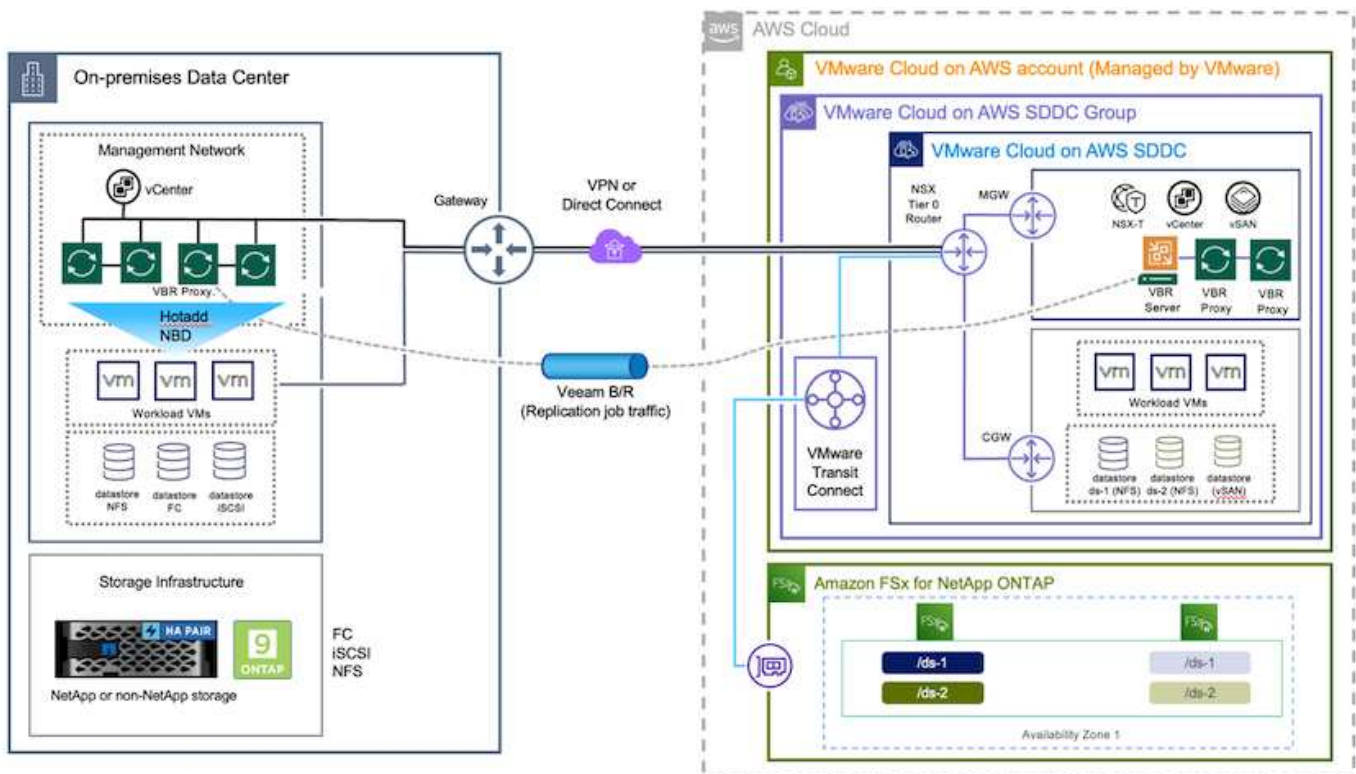 aws
AWS Cloud
On-premises Data Center
Management Network
vCenter
VBR Proxy
Hotadd
NBD
vm
vm
vm
Workload VMs
datastore
NFS
datastore
FC
datastore
iSCSI
Storage Infrastructure
HA PAIR
9
ONTAP
NetApp or non-NetApp storage
FC
iSCSI
NFS
Gateway
VPN or
Direct Connect
Veeam B/R
(Replication job traffic)
VMware Cloud on AWS account (Managed by VMware)
VMware Cloud on AWS SDDC Group
VMware Cloud on AWS SDDC
NSX
Tier 0
Router
MGW
NSX-T
vCenter
vSAN
VBR
Server
VBR
Proxy
VBR
Proxy
VMware
Transit
Connect
CGW
vm
vm
vm
Workload VMs
datastore
ds-1 (NFS)
datastore
ds-2 (NFS)
datastore
(vSAN)
FSx
Amazon FSx for NetApp ONTAP
FSx
FSx
/ds-1
/ds-2
/ds-1
/ds-2
Availability Zone 1